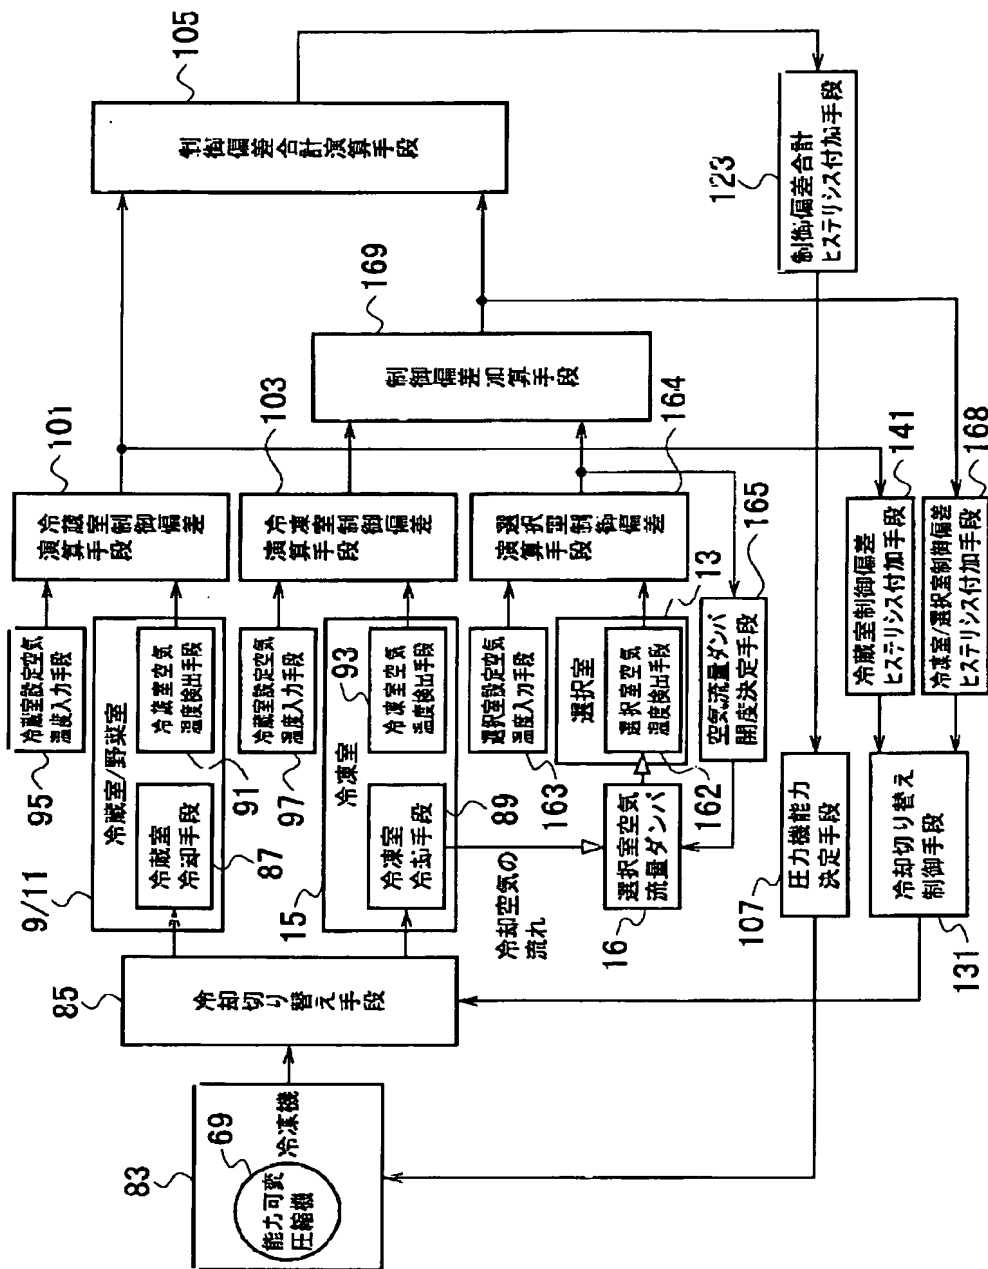 105
制御偏差合計演算手段
123
制御偏差合計
ヒステリシス付加手段
169
制御偏差加算手段
101
冷蔵室制御偏差
演算手段
103
冷凍室制御偏差
演算手段
164
選択室制御偏差
演算手段
141
冷蔵室制御偏差
ヒステリシス付加手段
168
冷凍室/選択室制御偏差
ヒステリシス付加手段
95
冷蔵室設定空気
温度入力手段
9/11
冷蔵室/野菜室
冷蔵室空気
温度検出手段
91
冷蔵室
冷却手段
87
97
冷蔵室設定空気
温度入力手段
15
冷凍室
93
冷凍室空気
温度検出手段
89
冷凍室
冷却手段
163
選択室設定空気
温度入力手段
13
選択室
選択室空気
温度検出手段
162
165
空気流量ダンパ
開度決定手段
冷却空気の
流れ
16
選択室空気
流量ダンパ
107
圧力機能力
決定手段
131
冷却切り替え
制御手段
85
冷却切り替え手段
83
冷凍機
69
能力可変
圧縮機